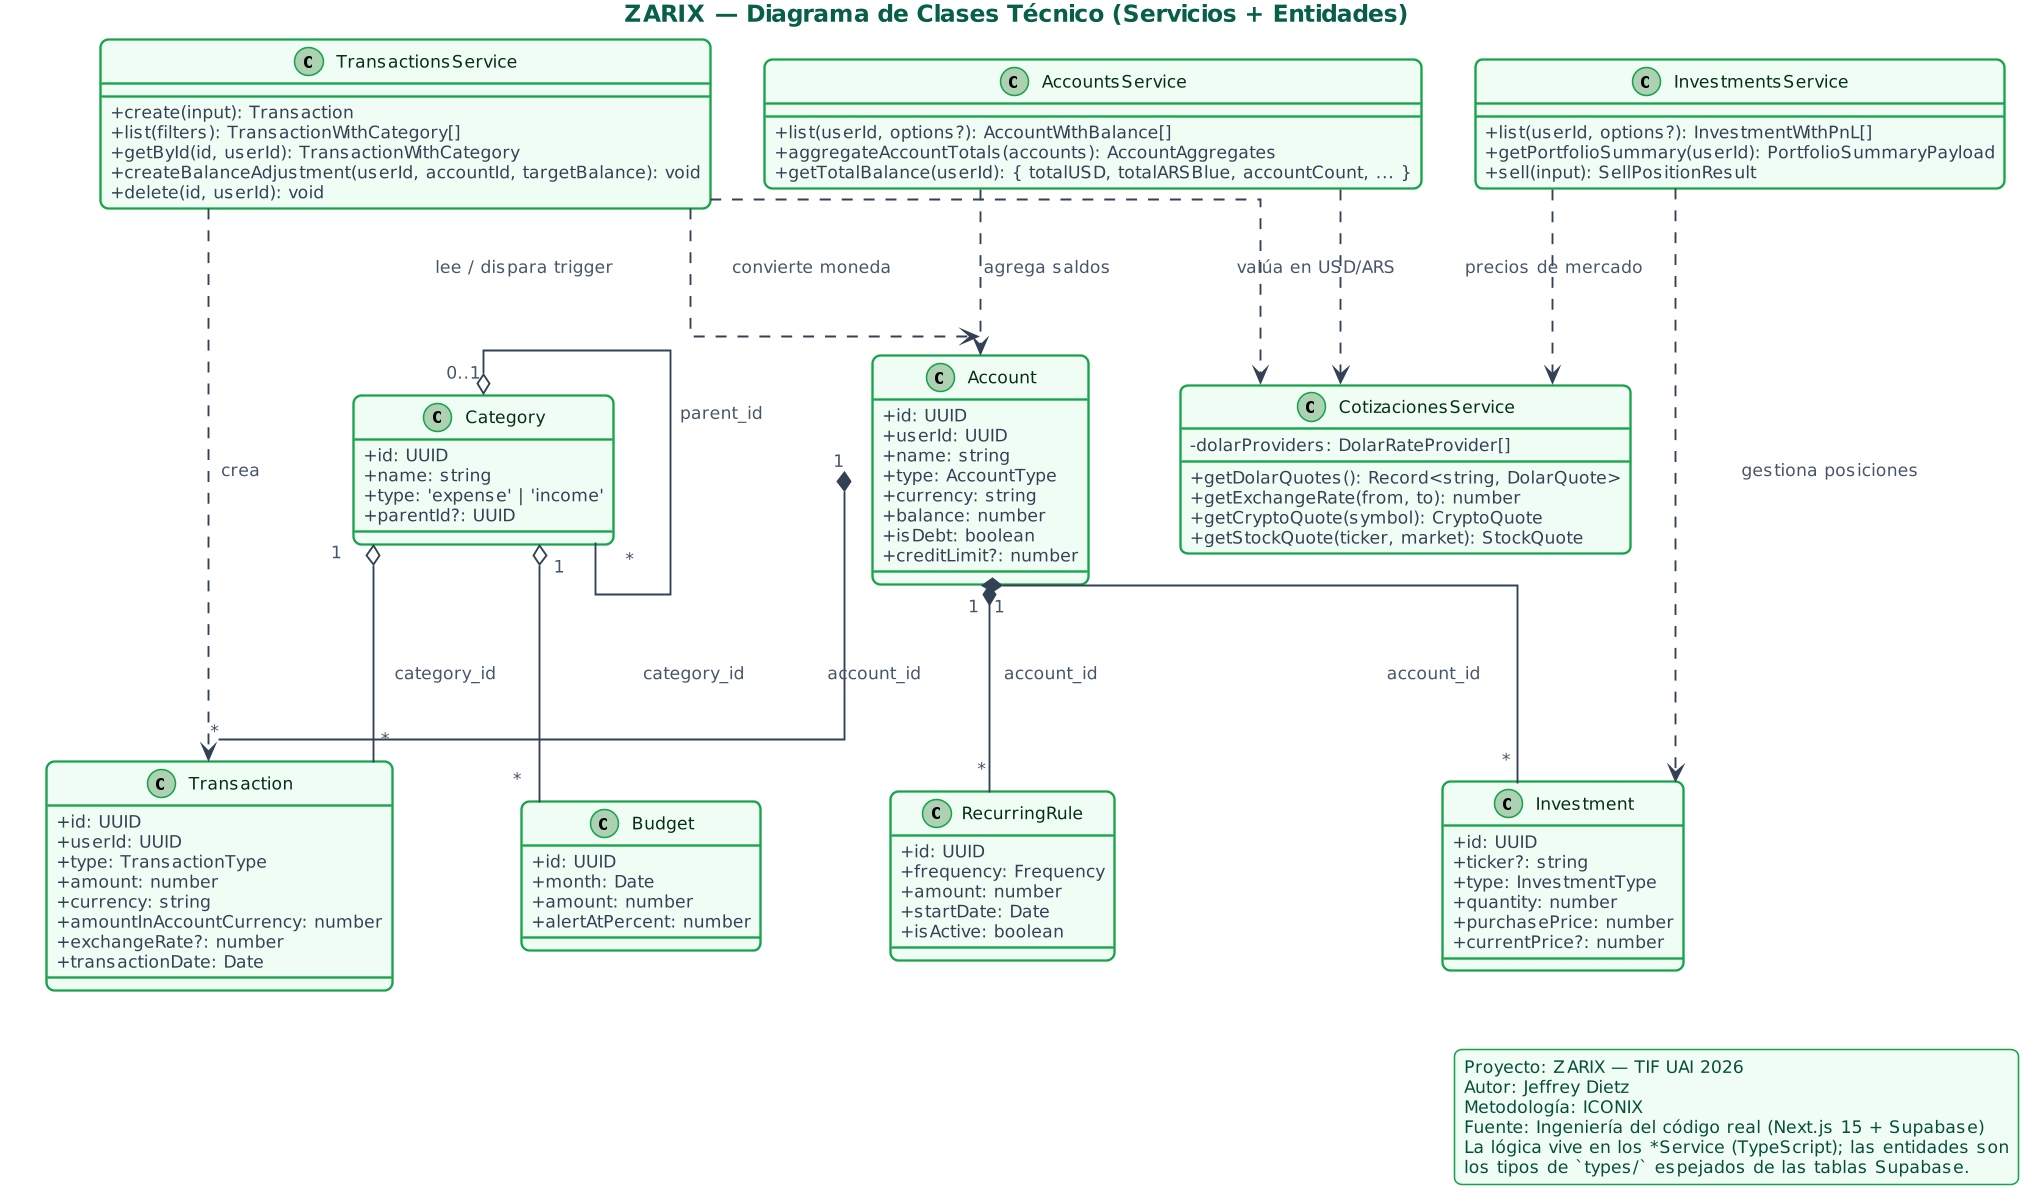 ZARIX — Diagrama de Clases Técnico (Servicios + Entidades)
C TransactionsService
+create(input): Transaction
+list(filters): TransactionWithCategory[]
+getById(id, userId): TransactionWithCategory
+createBalanceAdjustment(userId, accountId, targetBalance): void
+delete(id, userId): void
C AccountsService
+list(userId, options?): AccountWithBalance[]
+aggregateAccountTotals(accounts): AccountAggregates
+getTotalBalance(userId): { totalUSD, totalARSBlue, accountCount, ... }
C InvestmentsService
+list(userId, options?): InvestmentWithPnL[]
+getPortfolioSummary(userId): PortfolioSummaryPayload
+sell(input): SellPositionResult
lee / dispara trigger
convierte moneda
agrega saldos
valúa en USD/ARS
precios de mercado
0..1
parent_id
C Category
+id: UUID
+name: string
+type: 'expense' | 'income'
+parentId?: UUID
C Account
+id: UUID
+userId: UUID
+name: string
+type: AccountType
+currency: string
+balance: number
+isDebt: boolean
+creditLimit?: number
C CotizacionesService
-dolarProviders: DolarRateProvider[]
+getDolarQuotes(): Record<string, DolarQuote>
+getExchangeRate(from, to): number
+getCryptoQuote(symbol): CryptoQuote
+getStockQuote(ticker, market): StockQuote
crea
1
gestiona posiciones
1
1
*
1
1
category_id
category_id
account_id
account_id
account_id
*
*
*
*
*
C Transaction
+id: UUID
+userId: UUID
+type: TransactionType
+amount: number
+currency: string
+amountInAccountCurrency: number
+exchangeRate?: number
+transactionDate: Date
C Budget
+id: UUID
+month: Date
+amount: number
+alertAtPercent: number
C RecurringRule
+id: UUID
+frequency: Frequency
+amount: number
+startDate: Date
+isActive: boolean
C Investment
+id: UUID
+ticker?: string
+type: InvestmentType
+quantity: number
+purchasePrice: number
+currentPrice?: number
Proyecto: ZARIX — TIF UAI 2026
Autor: Jeffrey Dietz
Metodología: ICONIX
Fuente: Ingeniería del código real (Next.js 15 + Supabase)
La lógica vive en los *Service (TypeScript); las entidades son
los tipos de `types/` espejados de las tablas Supabase.